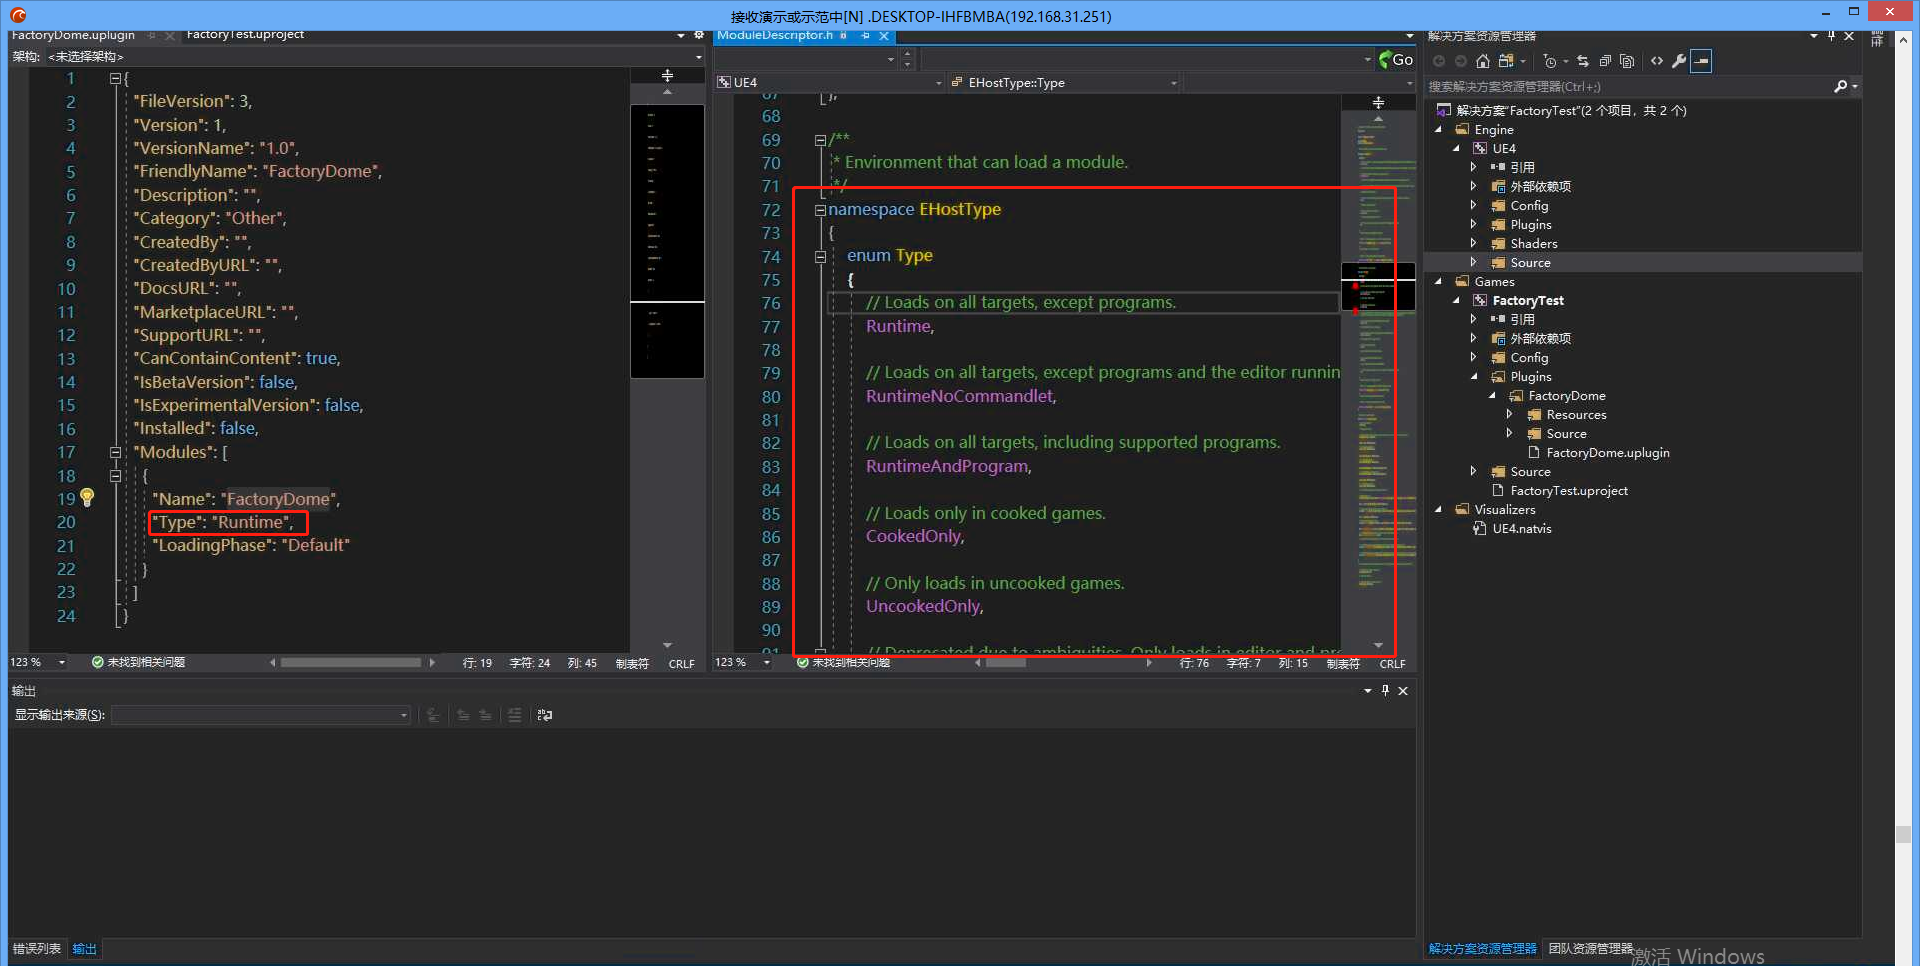 接收演示或示范中[N] .DESKTOP-IHFBMBA(192.168.31.251)
FactoryDome.uplugin
FactoryTest.uproject
架构: <未选择架构>
1 {
2 "FileVersion": 3,
3 "Version": 1,
4 "VersionName": "1.0",
5 "FriendlyName": "FactoryDome",
6 "Description": "",
7 "Category": "Other",
8 "CreatedBy": "",
9 "CreatedByURL": "",
10 "DocsURL": "",
11 "MarketplaceURL": "",
12 "SupportURL": "",
13 "CanContainContent": true,
14 "IsBetaVersion": false,
15 "IsExperimentalVersion": false,
16 "Installed": false,
17 "Modules": [
18 {
19 "Name": "FactoryDome",
20 "Type": "Runtime",
21 "LoadingPhase": "Default"
22 }
23 ]
24 }
123 % 未找到相关问题 行: 19 字符: 24 列: 45 制表符 CRLF
ModuleDescriptor.h
Go
UE4
EHostType::Type
67 };
68
69 /**
70 * Environment that can load a module.
71 */
72 namespace EHostType
73 {
74 enum Type
75 {
76 // Loads on all targets, except programs.
77 Runtime,
78
79 // Loads on all targets, except programs and the editor runnin
80 RuntimeNoCommandlet,
81
82 // Loads on all targets, including supported programs.
83 RuntimeAndProgram,
84
85 // Loads only in cooked games.
86 CookedOnly,
87
88 // Only loads in uncooked games.
89 UncookedOnly,
90
91 // Deprecated due to ambiguities. Only loads in editor and pro
123 % 未找到相关问题 行: 76 字符: 7 列: 15 制表符 CRLF
输出
显示输出来源(S):
错误列表 输出
解决方案资源管理器
搜索解决方案资源管理器(Ctrl+;)
解决方案"FactoryTest"(2 个项目，共 2 个)
Engine
UE4
引用
外部依赖项
Config
Plugins
Shaders
Source
Games
FactoryTest
引用
外部依赖项
Config
Plugins
FactoryDome
Resources
Source
FactoryDome.uplugin
Source
FactoryTest.uproject
Visualizers
UE4.natvis
解决方案资源管理器 团队资源管理器
激活 Windows